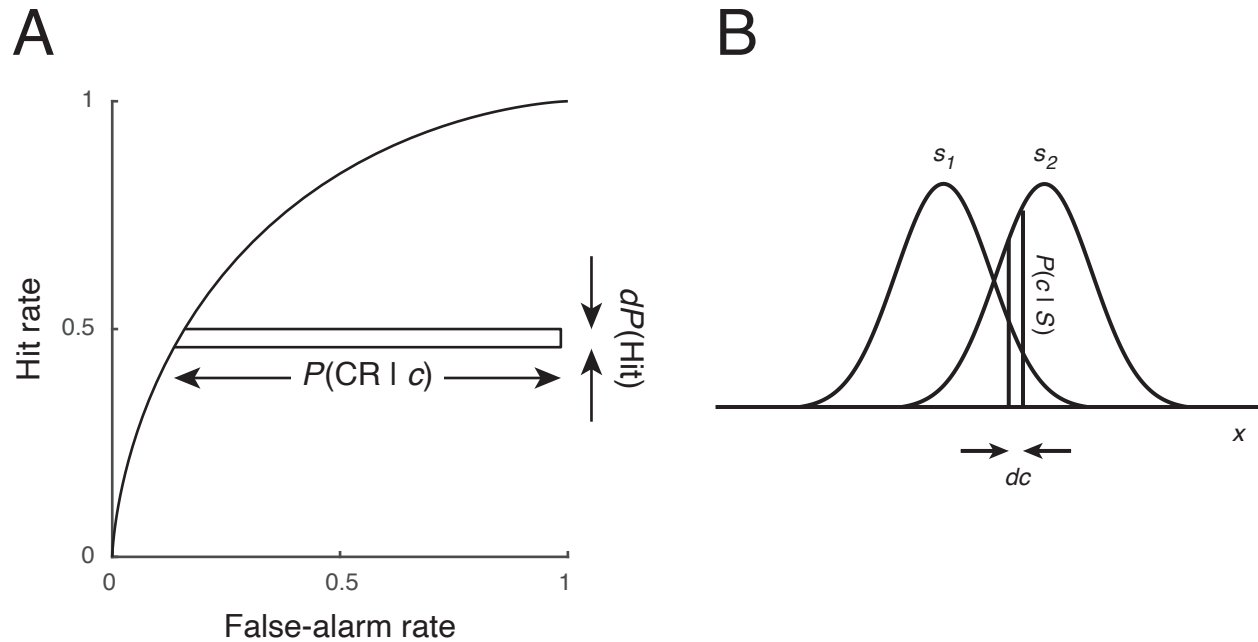 A
B
1
0.5
0
0
0.5
1
Hit rate
False-alarm rate
P(CR | c)
dP(Hit)
s1
s2
P(c | S)
x
dc